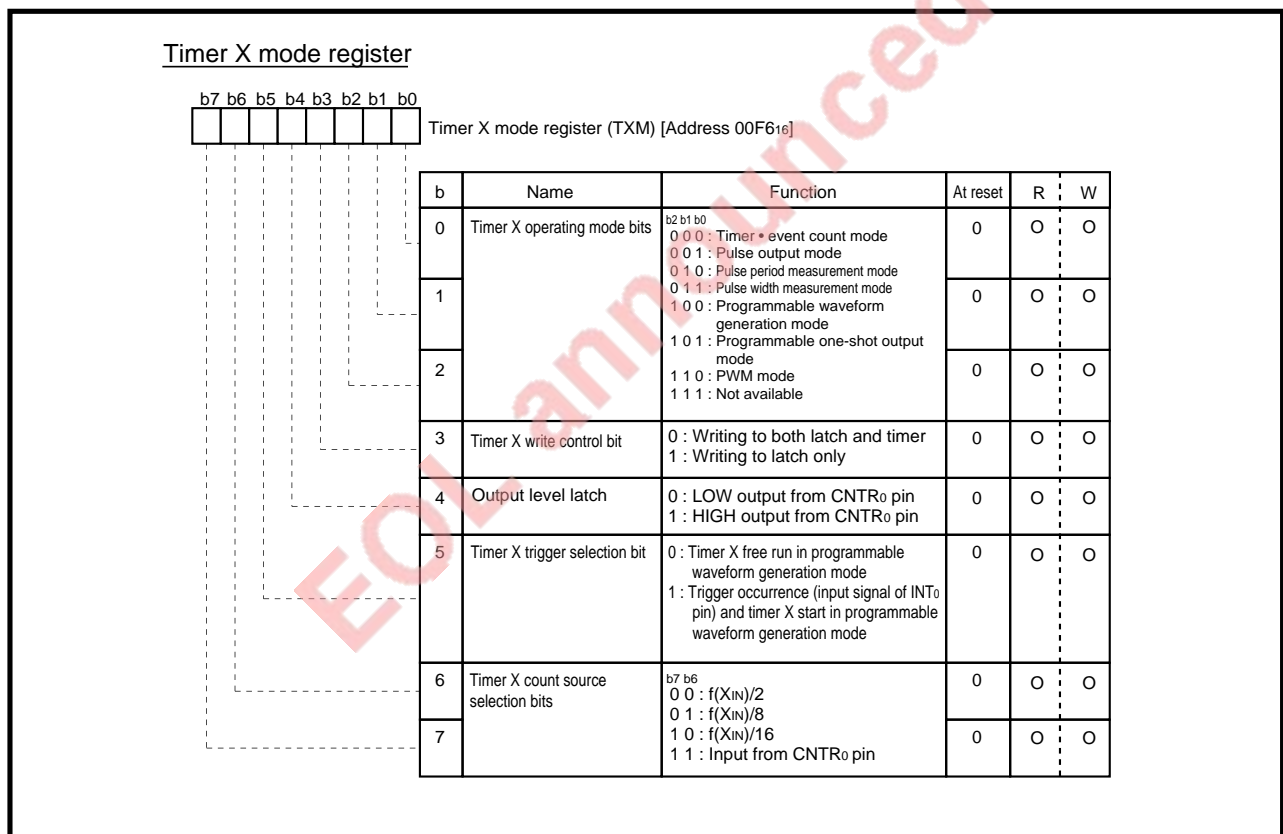 Timer X mode register
b7 b6 b5 b4 b3 b2 b1 b0
Timer X mode register (TXM) [Address 00F616]
b Name Function At reset R W
0 Timer X operating mode bits b2 b1 b0 0 O O
0 0 0 : Timer • event count mode
0 0 1 : Pulse output mode
0 1 0 : Pulse period measurement mode
0 1 1 : Pulse width measurement mode
1 0 O O
1 0 0 : Programmable waveform
generation mode
1 0 1 : Programmable one-shot output
mode
2 0 O O
1 1 0 : PWM mode
1 1 1 : Not available
3 Timer X write control bit 0 : Writing to both latch and timer 0 O O
1 : Writing to latch only
4 Output level latch 0 : LOW output from CNTR0 pin 0 O O
1 : HIGH output from CNTR0 pin
5 Timer X trigger selection bit 0 : Timer X free run in programmable 0 O O
waveform generation mode
1 : Trigger occurrence (input signal of INT0
pin) and timer X start in programmable
waveform generation mode
6 Timer X count source b7 b6 0 O O
selection bits 0 0 : f(XIN)/2
0 1 : f(XIN)/8
7 1 0 : f(XIN)/16 0 O O
1 1 : Input from CNTR0 pin
EOL announced